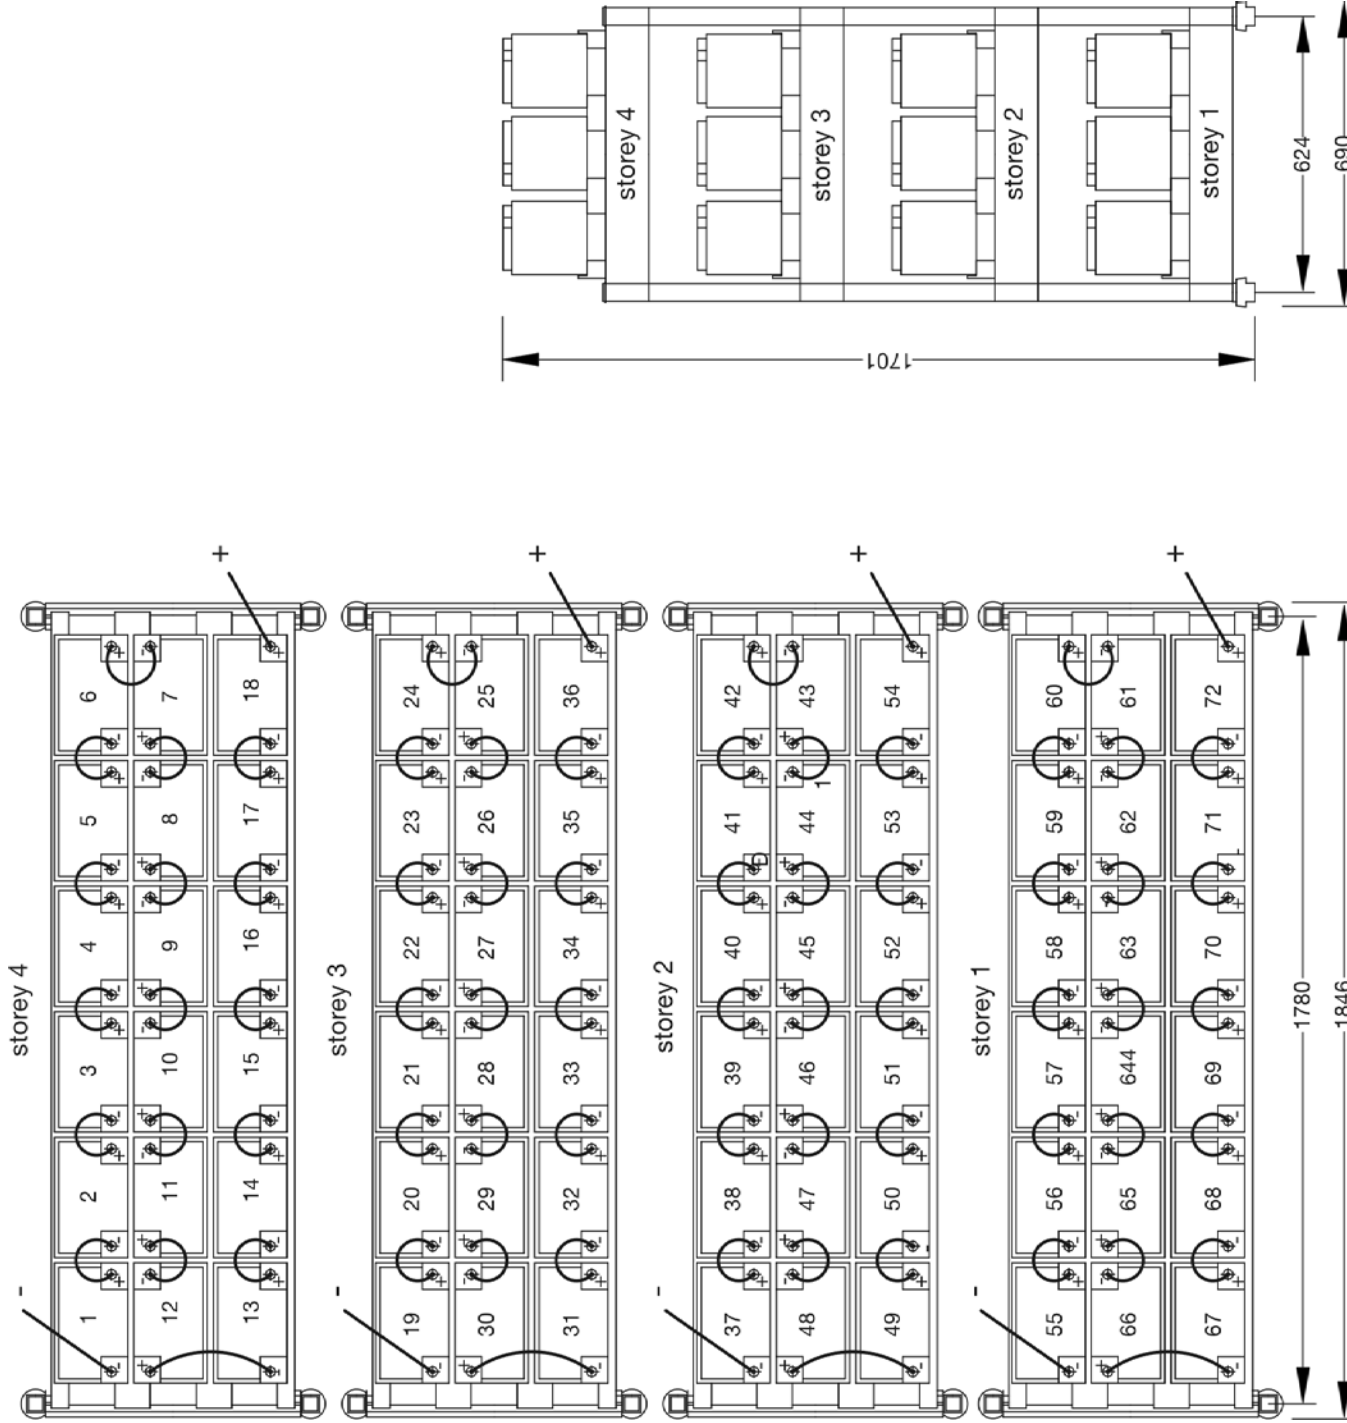 storey 4
storey 3
storey 2
storey 1
624
690
1701
storey 4
-
+
1 2 3 4 5 6
12 11 10 9 8 7
13 14 15 16 17 18
storey 3
-
+
19 20 21 22 23 24
30 29 28 27 26 25
31 32 33 34 35 36
storey 2
-
+
37 38 39 40 41 42
48 47 46 45 44 43
49 50 51 52 53 54
storey 1
-
+
55 56 57 58 59 60
66 65 644 63 62 61
67 68 69 70 71 72
1780
1846